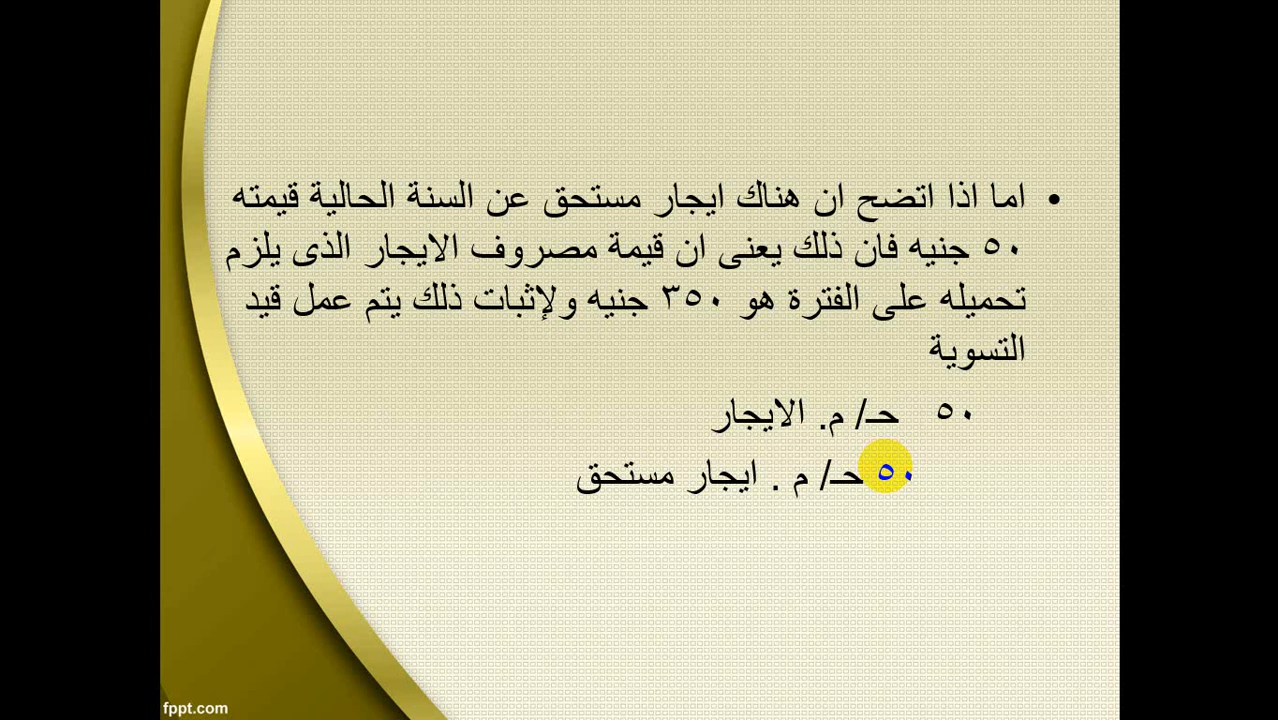 • اما اذا اتضح ان هناك ايجار مستحق عن السنة الحالية قيمته
٥٠ جنيه فان ذلك يعنى ان قيمة مصروف الايجار الذى يلزم
تحميله على الفترة هو ٣٥٠ جنيه ولإثبات ذلك يتم عمل قيد
التسوية
٥٠ حـ/ م. الايجار
٥٠ حـ/ م . ايجار مستحق
fppt.com